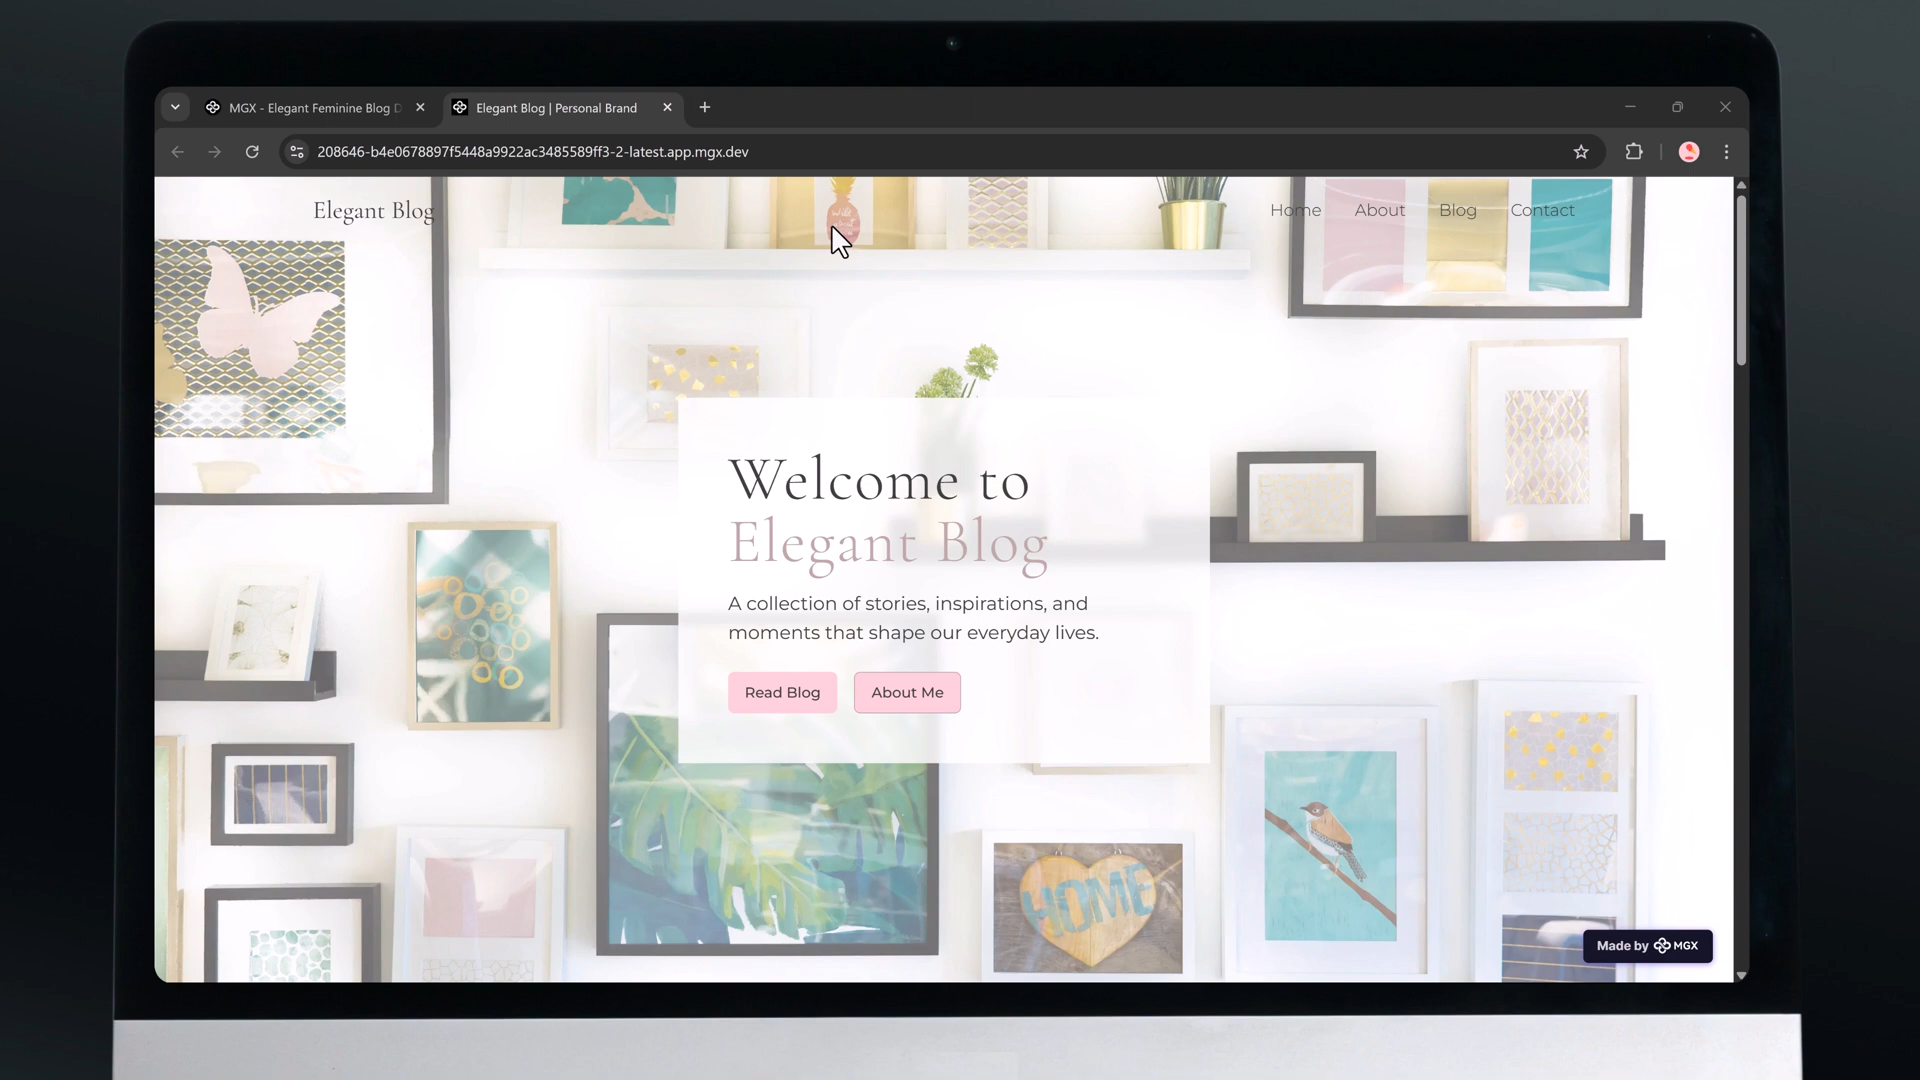 MGX - Elegant Feminine Blog D
Elegant Blog | Personal Brand
208646-b4e0678897f5448a9922ac3485589ff3-2-latest.app.mgx.dev
Elegant Blog
Home
About
Blog
Contact
Welcome to
Elegant Blog
A collection of stories, inspirations, and
moments that shape our everyday lives.
Read Blog
About Me
HOME
Made by MGX